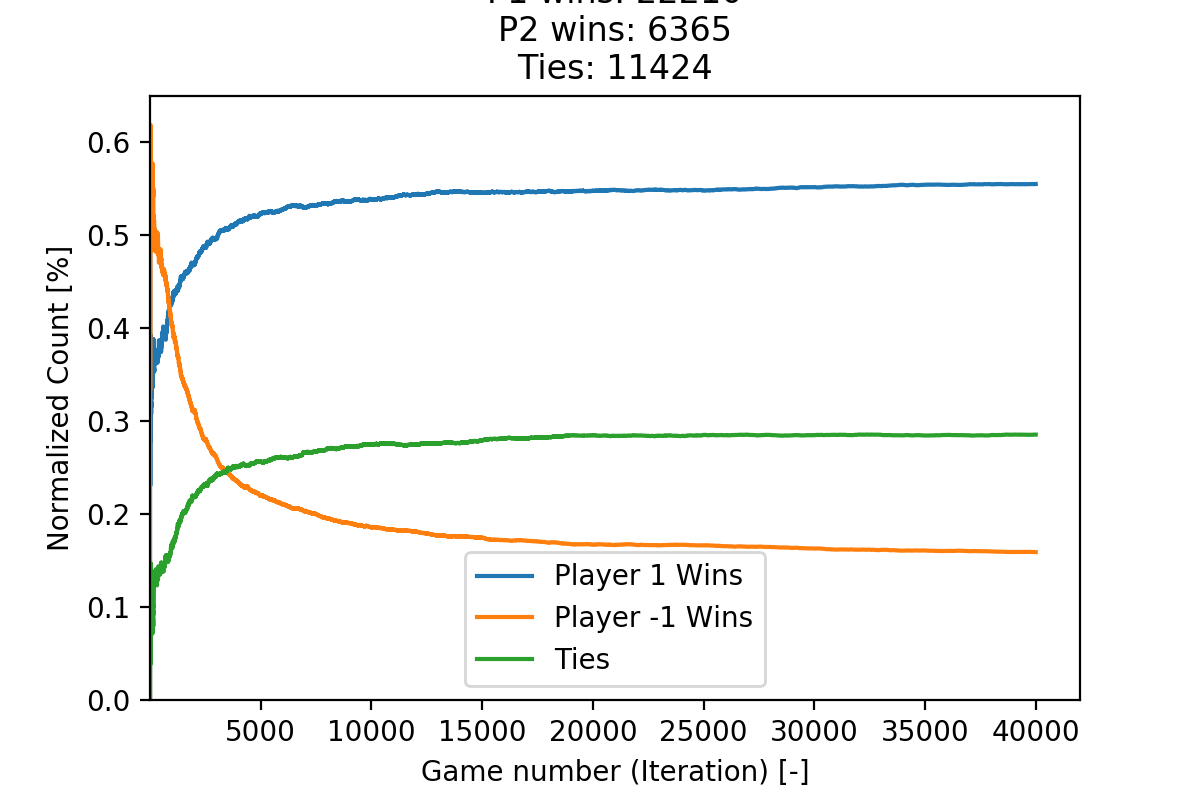 P2 wins: 6365
Ties: 11424
0.6
0.5
0.4
0.3
0.2
0.1
0.0
Normalized Count [%]
Player 1 Wins
Player -1 Wins
Ties
5000 10000 15000 20000 25000 30000 35000 40000
Game number (Iteration) [-]